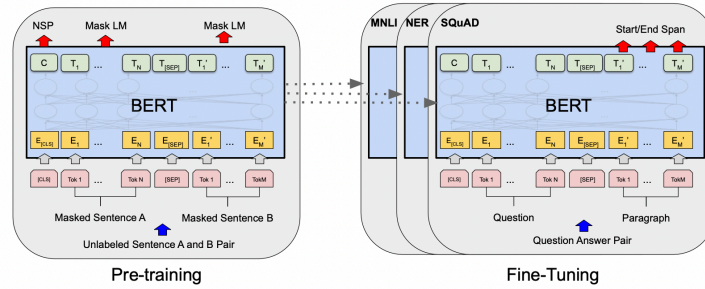 NSP Mask LM Mask LM
C T1 ... TN T[SEP] T1' ... TM'
BERT
E[CLS] E1 ... EN E[SEP] E1' ... EM'
[CLS] Tok 1 ... Tok N [SEP] Tok 1 ... TokM
Masked Sentence A Masked Sentence B
Unlabeled Sentence A and B Pair
Pre-training
MNLI NER SQuAD
Start/End Span
C T1 ... TN T[SEP] T1' ... TM'
BERT
E[CLS] E1 ... EN E[SEP] E1' ... EM'
[CLS] Tok 1 ... Tok N [SEP] Tok 1 ... TokM
Question Paragraph
Question Answer Pair
Fine-Tuning